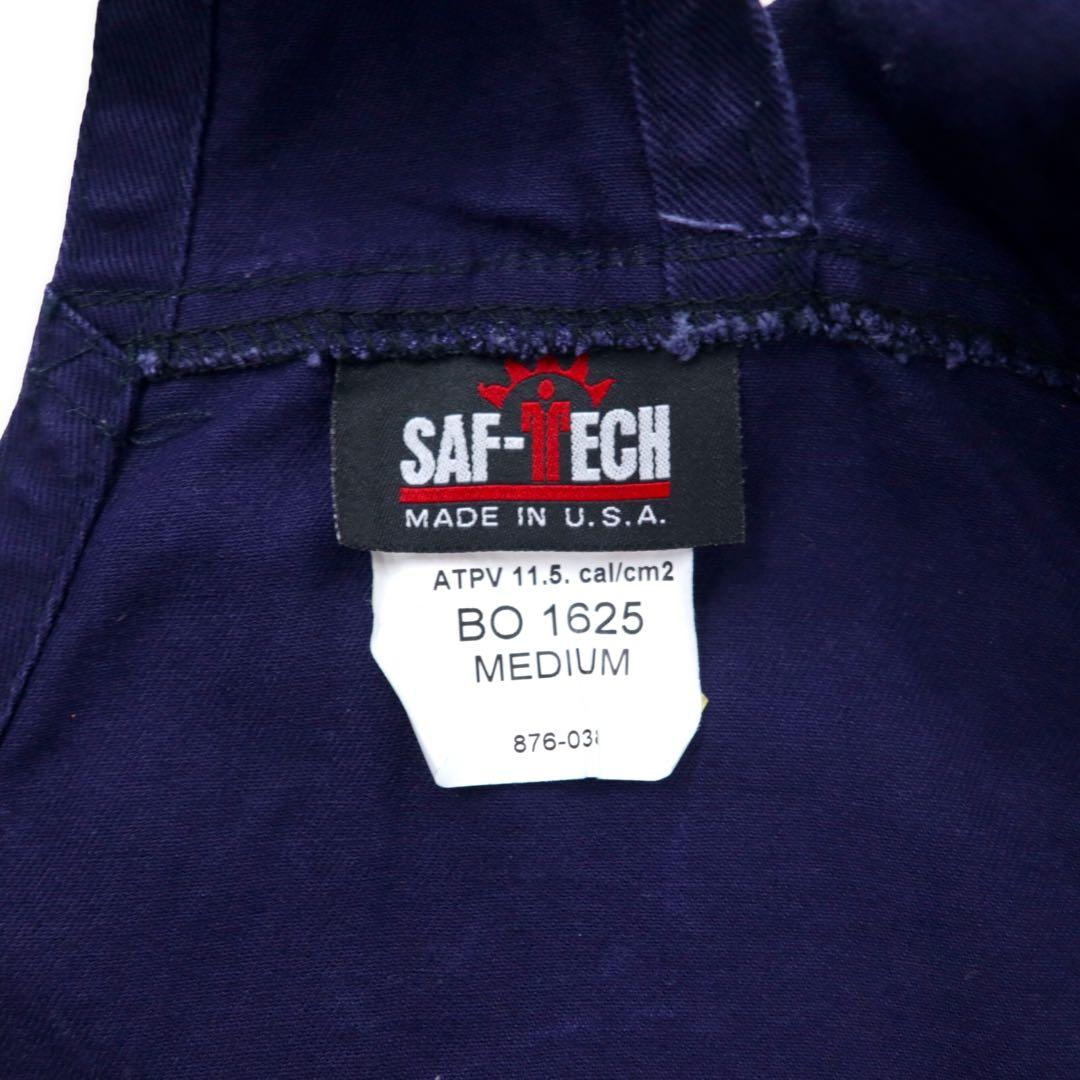 SAF-TECH
MADE IN U.S.A.
ATPV 11.5. cal/cm2
BO 1625
MEDIUM